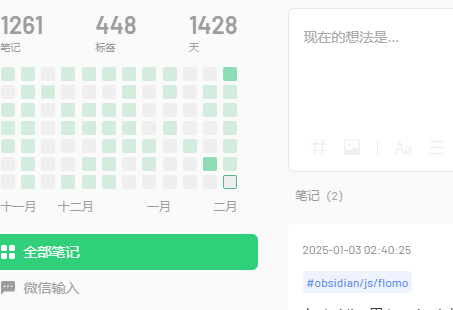 1261 448 1428
笔记 标签 天
十一月 十二月 一月 二月
全部笔记
微信输入
现在的想法是...
Aa
笔记（2）
2025-01-03 02:40:25
#obsidian/js/flomo